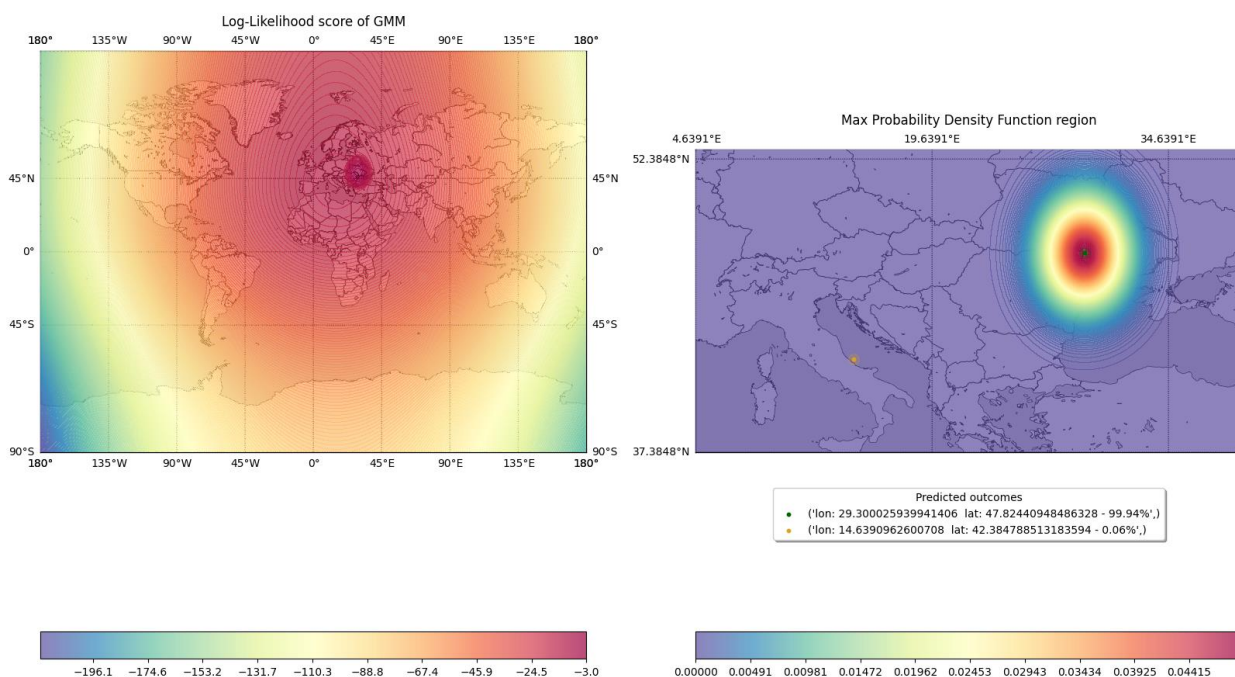 Log-Likelihood score of GMM
180° 135°W 90°W 45°W 0° 45°E 90°E 135°E 180°
45°N 45°N
0° 0°
45°S 45°S
90°S 90°S
180° 135°W 90°W 45°W 0° 45°E 90°E 135°E 180°
−196.1 −174.6 −153.2 −131.7 −110.3 −88.8 −67.4 −45.9 −24.5 −3.0
Max Probability Density Function region
4.6391°E 19.6391°E 34.6391°E
52.3848°N
37.3848°N
Predicted outcomes
('lon: 29.300025939941406 lat: 47.82440948486328 - 99.94%',)
('lon: 14.6390962600708 lat: 42.384788513183594 - 0.06%',)
0.00000 0.00491 0.00981 0.01472 0.01962 0.02453 0.02943 0.03434 0.03925 0.04415